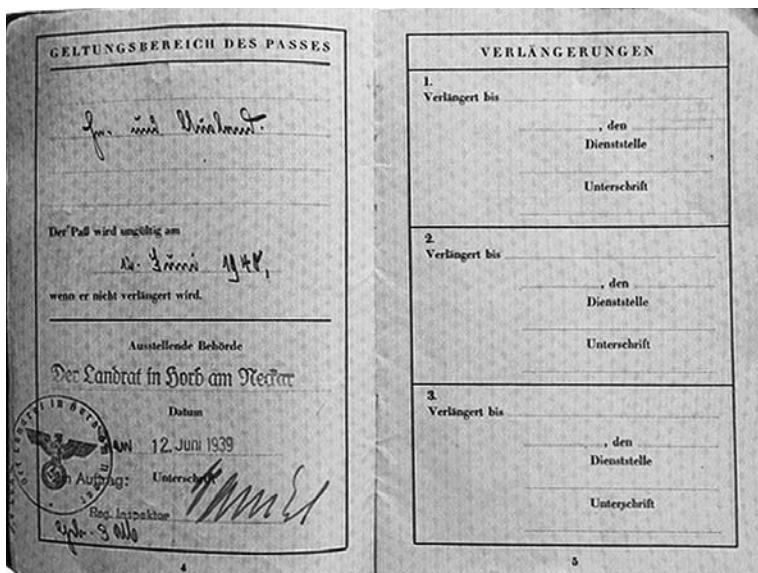 GELTUNGSBEREICH DES PASSES
In- und Ausland.
Der Paß wird ungültig am
12. Juni 194
wenn er nicht verlängert wird.
Ausstellende Behörde
Der Landrat in Horb am Neckar
Datum
12. Juni 1939
Im Auftrag: Unterschrift
Reg. Inspektor
4
VERLÄNGERUNGEN
1.
Verlängert bis
, den
Dienststelle
Unterschrift
2.
Verlängert bis
, den
Dienststelle
Unterschrift
3.
Verlängert bis
, den
Dienststelle
Unterschrift
5